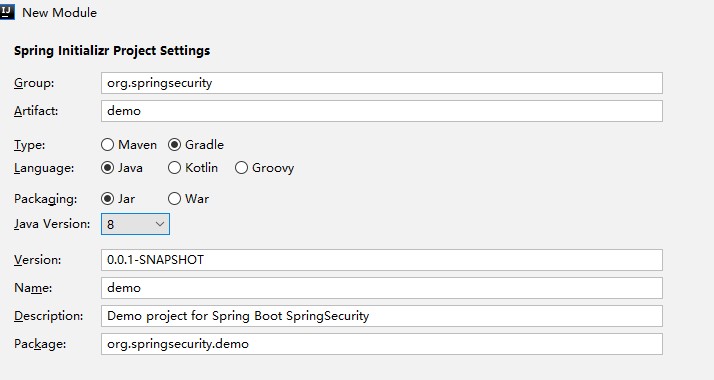 IJ New Module
Spring Initializr Project Settings
Group: org.springsecurity
Artifact: demo
Type: Maven Gradle
Language: Java Kotlin Groovy
Packaging: Jar War
Java Version: 8
Version: 0.0.1-SNAPSHOT
Name: demo
Description: Demo project for Spring Boot SpringSecurity
Package: org.springsecurity.demo